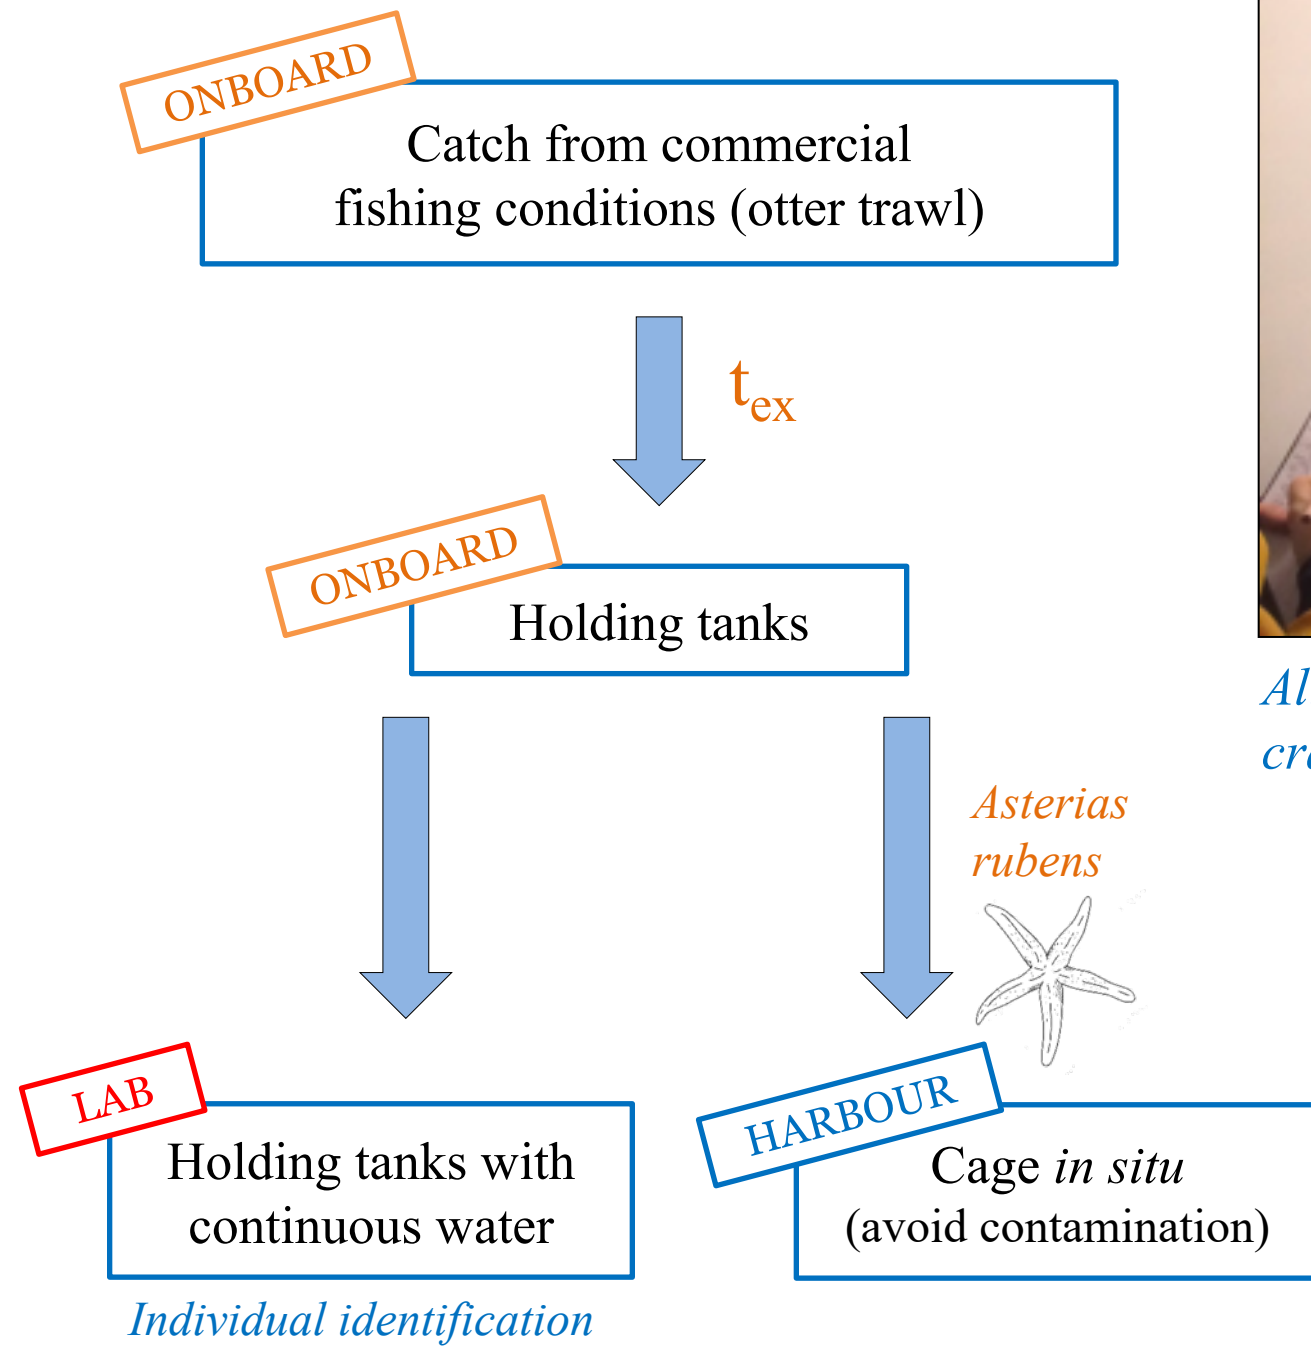 ONBOARD
Catch from commercial
fishing conditions (otter trawl)
tex
ONBOARD
Holding tanks
Asterias
rubens
LAB
Holding tanks with
continuous water
Individual identification
HARBOUR
Cage in situ
(avoid contamination)